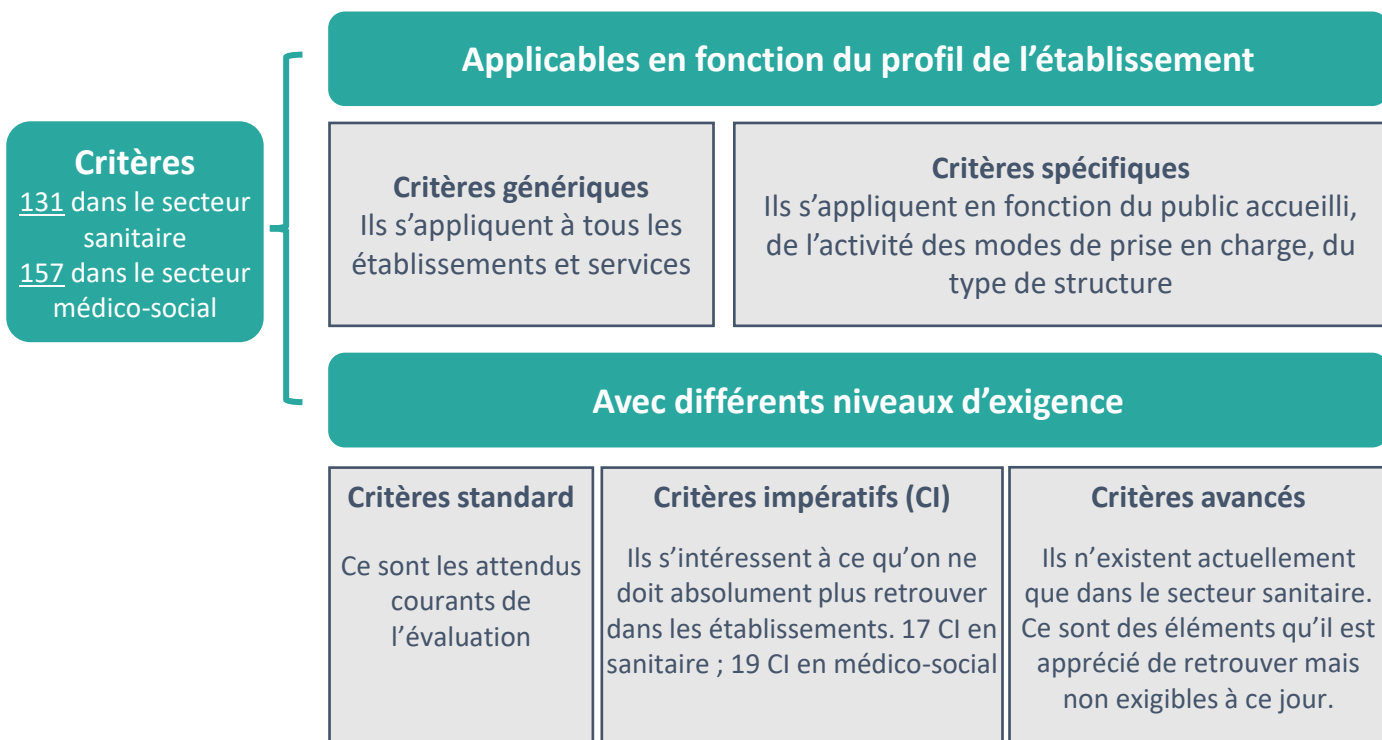 Critères
131 dans le secteur
sanitaire
157 dans le secteur
médico-social
Applicables en fonction du profil de l’établissement
Critères génériques
Ils s’appliquent à tous les
établissements et services
Critères spécifiques
Ils s’appliquent en fonction du public accueilli,
de l’activité des modes de prise en charge, du
type de structure
Avec différents niveaux d’exigence
Critères standard
Ce sont les attendus
courants de
l’évaluation
Critères impératifs (CI)
Ils s’intéressent à ce qu’on ne
doit absolument plus retrouver
dans les établissements. 17 CI en
sanitaire ; 19 CI en médico-social
Critères avancés
Ils n’existent actuellement
que dans le secteur sanitaire.
Ce sont des éléments qu’il est
apprécié de retrouver mais
non exigibles à ce jour.